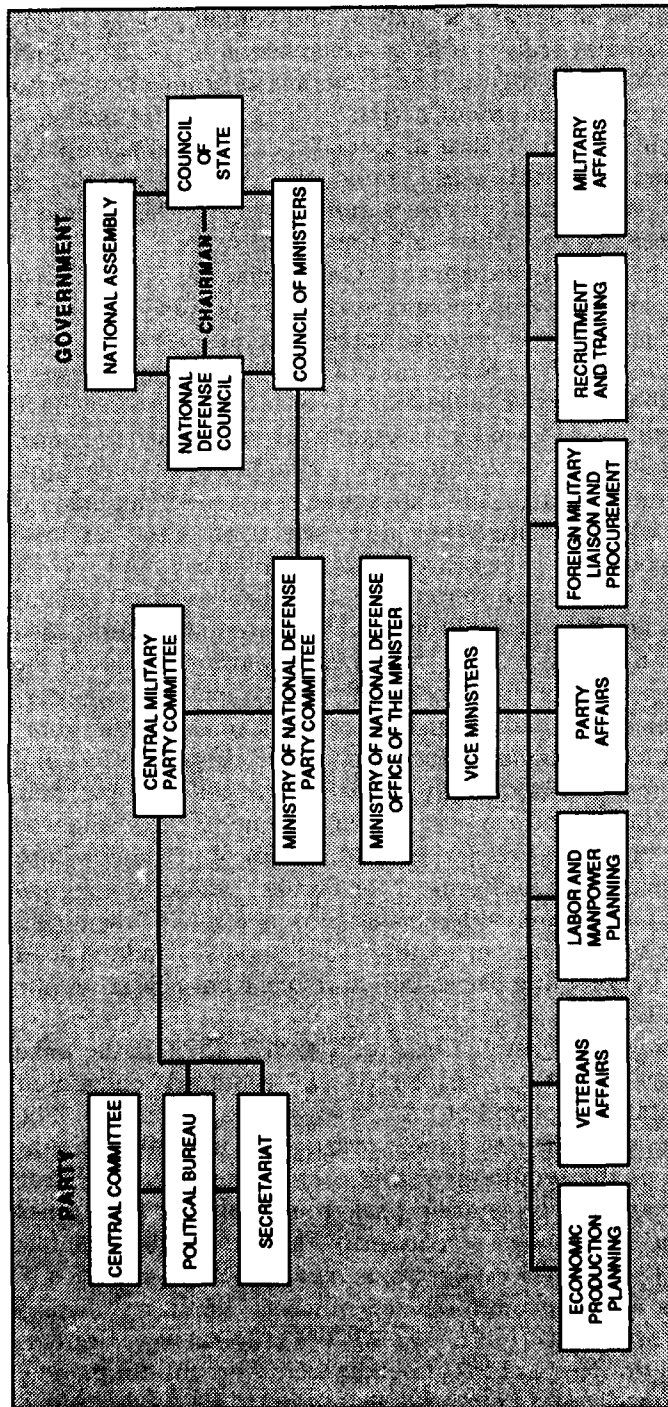 PARTY
CENTRAL COMMITTEE
POLITICAL BUREAU
SECRETARIAT
CENTRAL MILITARY
PARTY COMMITTEE
GOVERNMENT
NATIONAL ASSEMBLY
NATIONAL
DEFENSE
COUNCIL
CHAIRMAN
COUNCIL
OF
STATE
COUNCIL OF MINISTERS
MINISTRY OF NATIONAL DEFENSE
PARTY COMMITTEE
MINISTRY OF NATIONAL DEFENSE
OFFICE OF THE MINISTER
VICE MINISTERS
ECONOMIC
PRODUCTION
PLANNING
VETERANS
AFFAIRS
LABOR AND
MANPOWER
PLANNING
PARTY
AFFAIRS
FOREIGN MILITARY
LIAISON AND
PROCUREMENT
RECRUITMENT
AND TRAINING
MILITARY
AFFAIRS